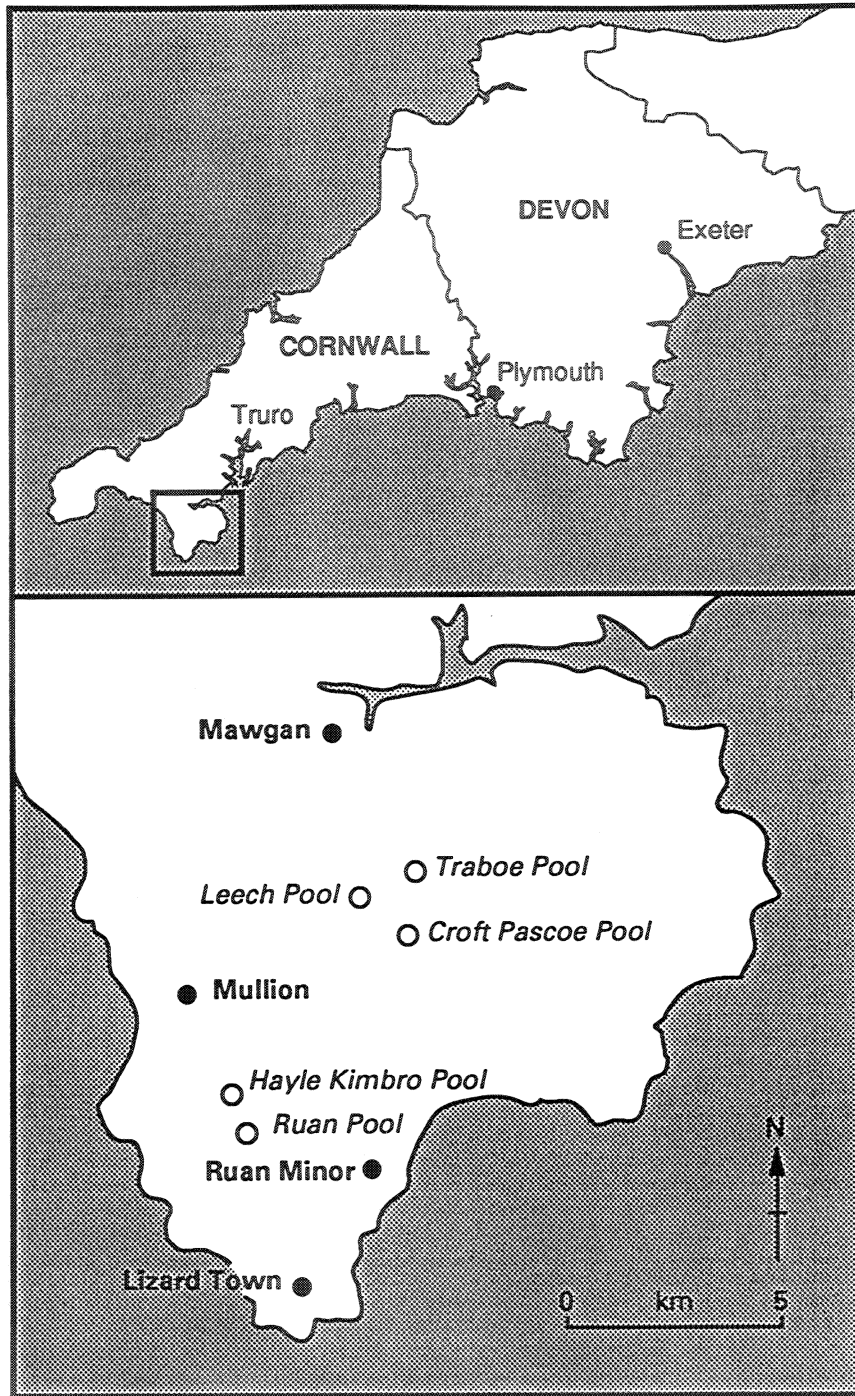 DEVON
Exeter
CORNWALL
Plymouth
Truro
Mawgan
Traboe Pool
Leech Pool
Croft Pascoe Pool
Mullion
Hayle Kimbro Pool
Ruan Pool
N
Ruan Minor
Lizard Town
0 km 5